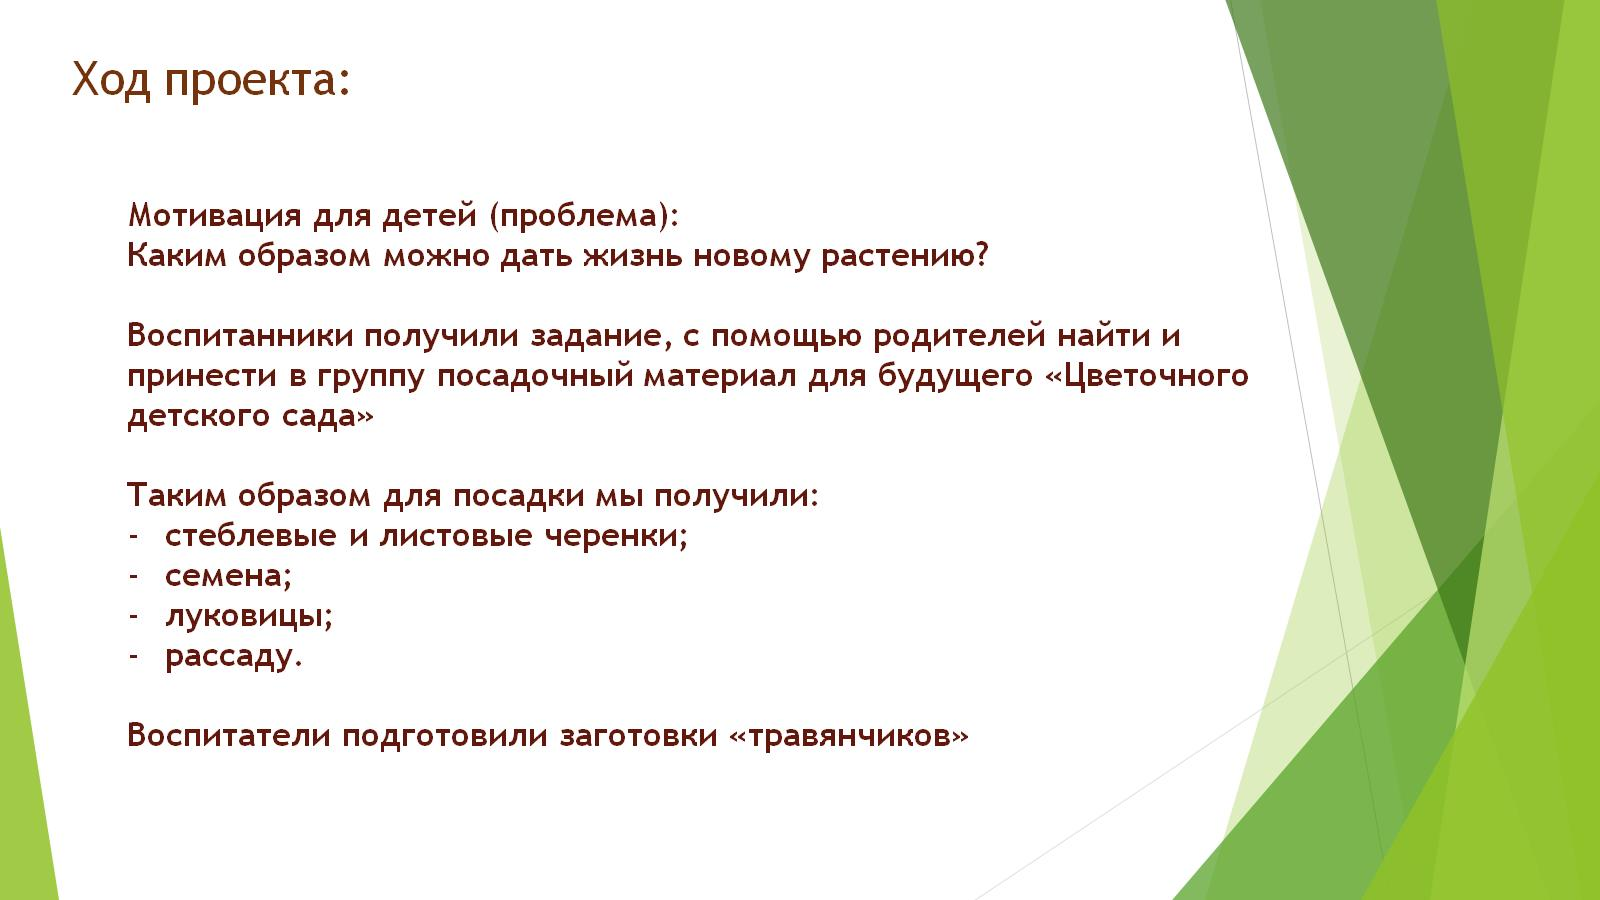 Ход проекта:
Мотивация для детей (проблема):
Каким образом можно дать жизнь новому растению?
Воспитанники получили задание, с помощью родителей найти и
принести в группу посадочный материал для будущего «Цветочного
детского сада»
Таким образом для посадки мы получили:
- стеблевые и листовые черенки;
- семена;
- луковицы;
- рассаду.
Воспитатели подготовили заготовки «травянчиков»